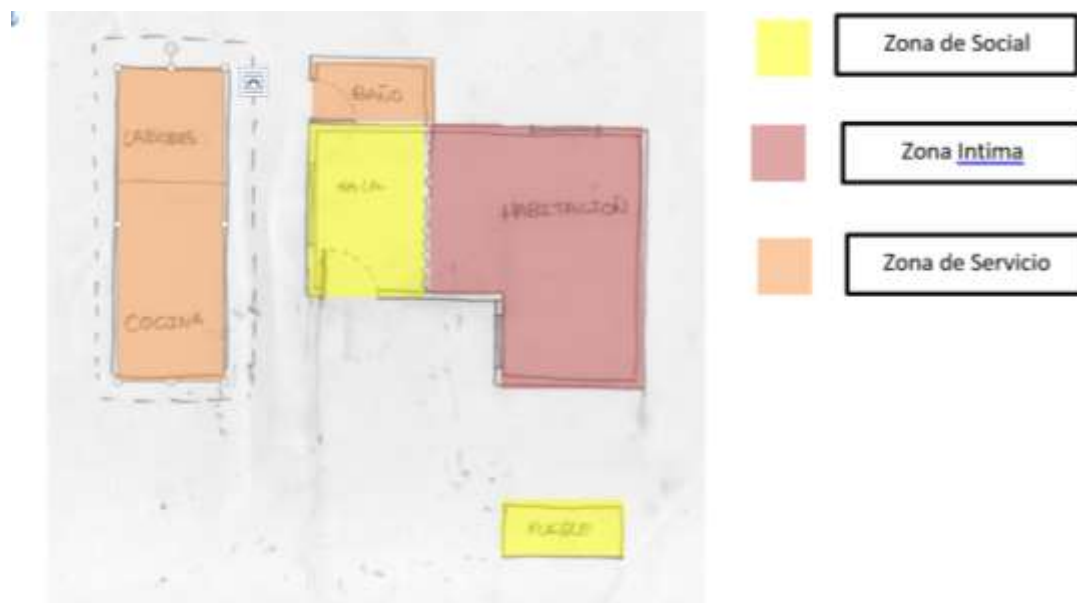 BAÑO
SALA
HABITACIÓN
COCINA
Zona de Social
Zona Intima
Zona de Servicio